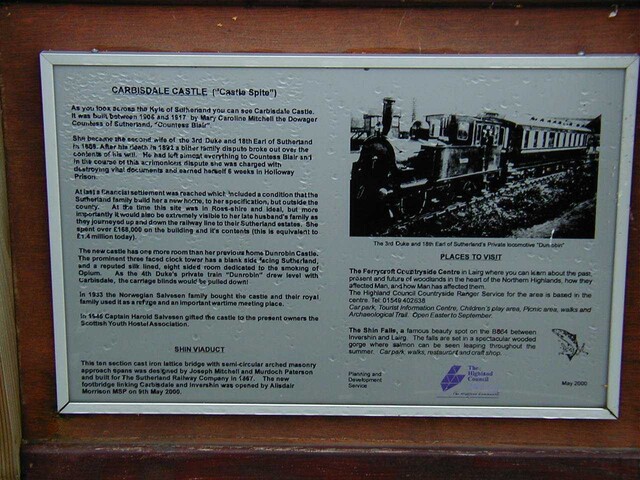 CARBISDALE CASTLE ("Castle Spite")
As you look across the Kyle of Sutherland you can see Carbisdale Castle.
It was built between 1906 and 1917 by Mary Caroline Mitchell the Dowager
Countess of Sutherland, "Countess Blair"
She became the second wife of the 3rd Duke and 18th Earl of Sutherland
in 1889. After his death in 1892 a bitter family dispute broke out over the
contents of his will. He had left almost everything to Countess Blair and
in the course of this acrimonious dispute she was charged with
destroying vital documents and earned herself 6 weeks in Holloway
Prison.
At last a financial settlement was reached which included a condition that the
Sutherland family build her a new home, to her specification, but outside the
county. At the time this site was in Ross-shire and ideal, but more
importantly it would also be extremely visible to her late husband's family as
they journeyed up and down the railway line to their Sutherland estates. She
spent over £168,000 on the building and it's contents (this is equivalent to
£1.4 million today).
The new castle has one more room than her previous home Dunrobin Castle.
The prominent three faced clock tower has a blank side facing Sutherland,
and a reputed silk lined, eight sided room dedicated to the smoking of
Opium. As the 4th Duke's private train "Dunrobin" drew level with
Carbisdale, the carriage blinds would be pulled down!
In 1933 the Norwegian Salvesen family bought the castle and their royal
family used it as a refuge and an important wartime meeting place.
In 1945 Captain Harold Salvesen gifted the castle to the present owners the
Scottish Youth Hostel Association.
SHIN VIADUCT
This ten section cast iron lattice bridge with semi-circular arched masonry
approach spans was designed by Joseph Mitchell and Murdoch Paterson
and built for The Sutherland Railway Company in 1867. The new
footbridge linking Carbisdale and Invershin was opened by Alisdair
Morrison MSP on 9th May 2000.
The 3rd Duke and 18th Earl of Sutherland's Private locomotive "Dunrobin"
PLACES TO VISIT
The Ferrycroft Countryside Centre in Lairg where you can learn about the past,
present and future of woodlands in the heart of the Northern Highlands, how they
affected Man, and how Man has affected them.
The Highland Council Countryside Ranger Service for the area is based in the
centre. Tel: 01549 402638
Car park, Tourist Information Centre, Children's play area, Picnic area, walks and
Archaeological Trail. Open Easter to September.
The Shin Falls, a famous beauty spot on the B864 between
Invershin and Lairg. The falls are set in a spectacular wooded
gorge where salmon can be seen leaping throughout the
summer. Car park, walks, restaurant and craft shop.
Planning and
Development
Service
The
Highland
Council
May 2000